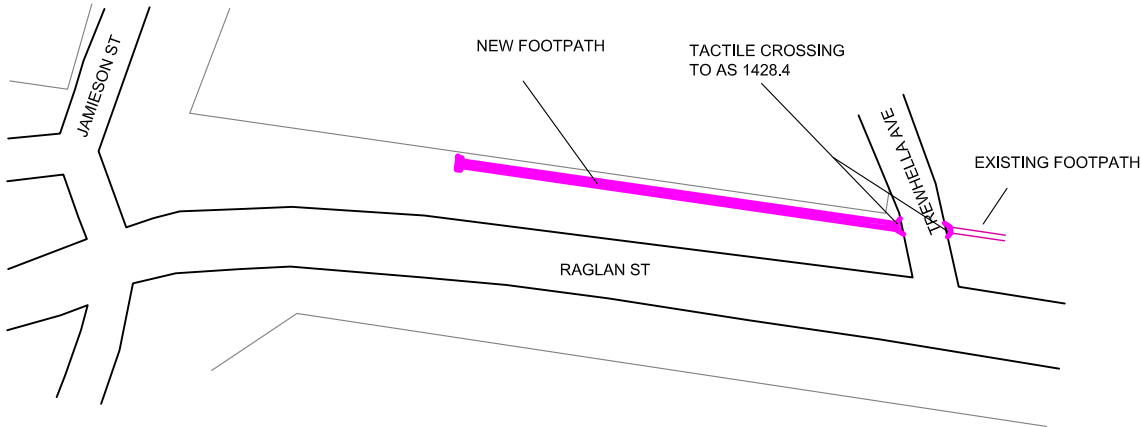 JAMIESON ST
NEW FOOTPATH
TACTILE CROSSING
TO AS 1428.4
TREWHELLA AVE
EXISTING FOOTPATH
RAGLAN ST